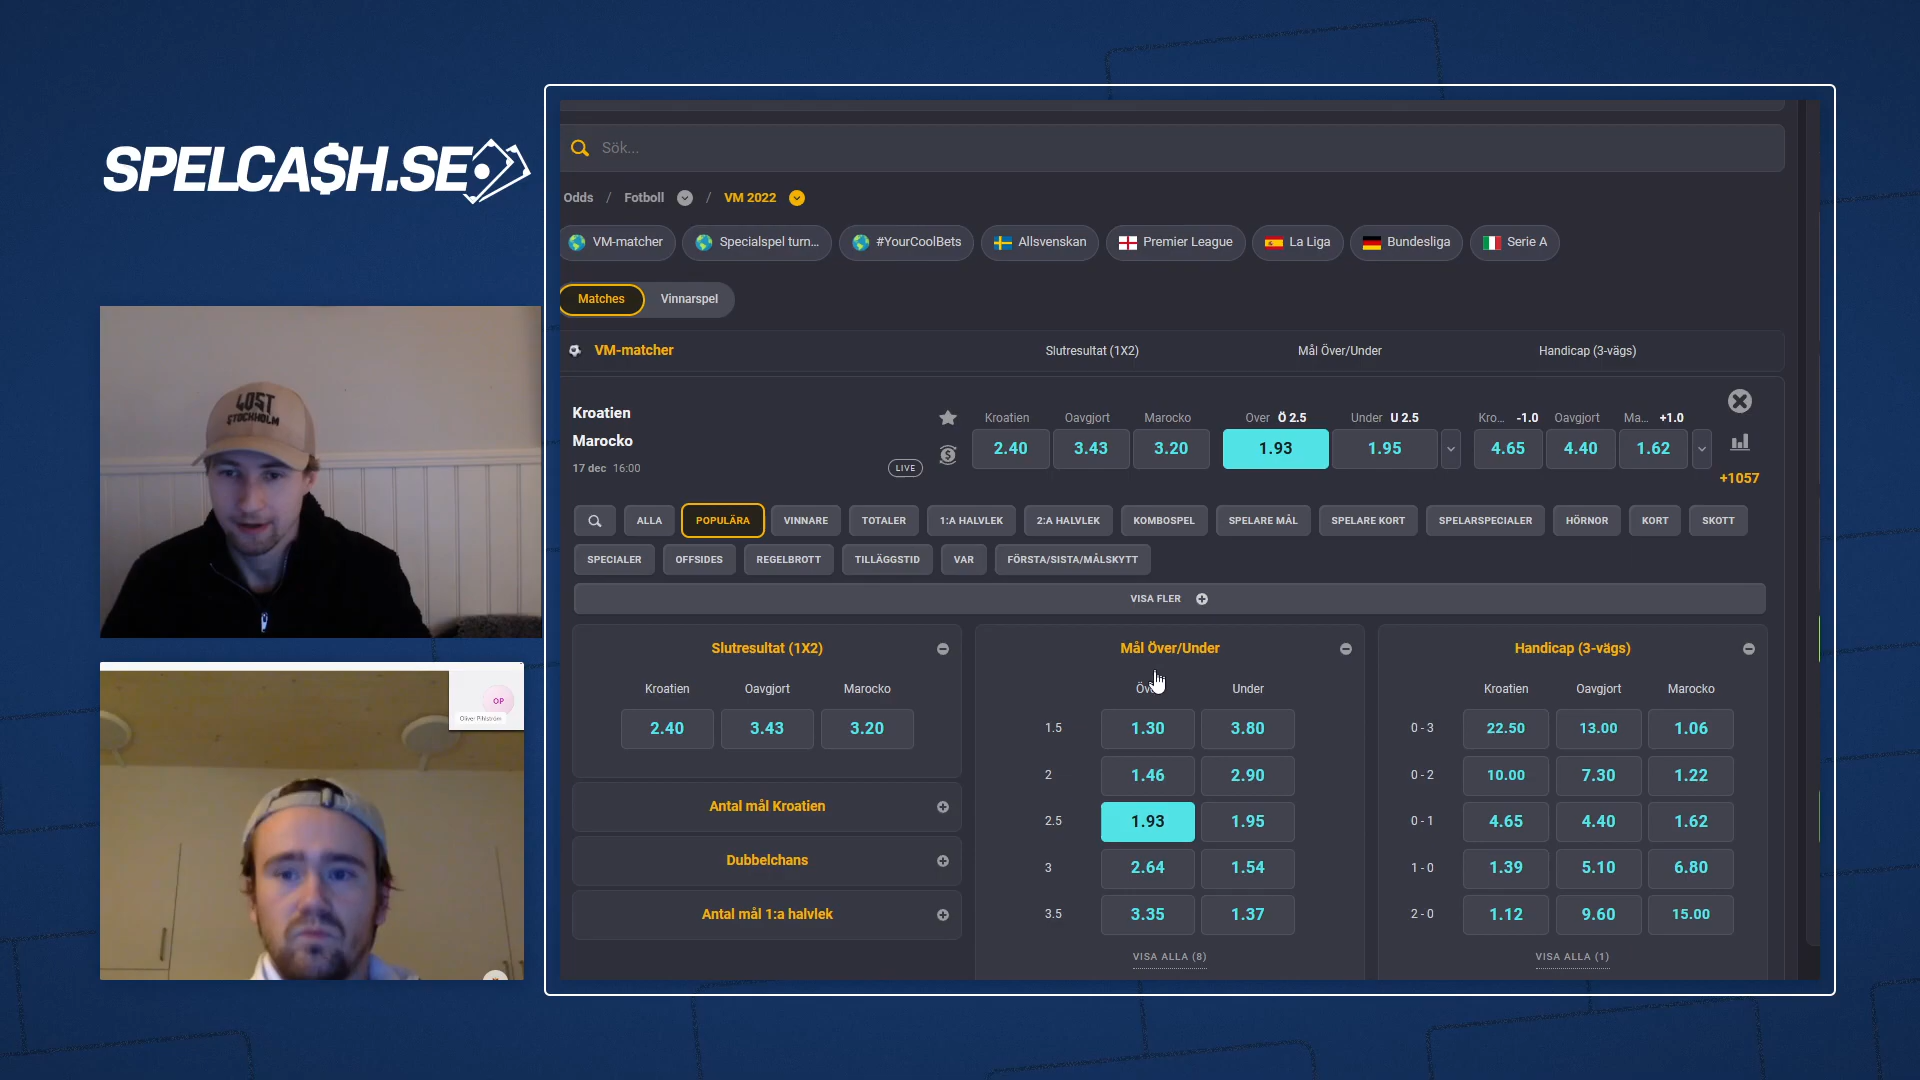 SPELCA$H.SE
Sök...
Odds / Fotboll / VM 2022
VM-matcher Specialspel turn... #YourCoolBets Allsvenskan Premier League La Liga Bundesliga Serie A
Matches Vinnarspel
VM-matcher Slutresultat (1X2) Mål Över/Under Handicap (3-vägs)
Kroatien
Marocko
17 dec 16:00
LIVE
Kroatien Oavgjort Marocko Over Ö 2.5 Under U 2.5 Kro... -1.0 Oavgjort Ma... +1.0
2.40 3.43 3.20 1.93 1.95 4.65 4.40 1.62
+1057
ALLA POPULÄRA VINNARE TOTALER 1:A HALVLEK 2:A HALVLEK KOMBOSPEL SPELARE MÅL SPELARE KORT SPELARSPECIALER HÖRNOR KORT SKOTT
SPECIALER OFFSIDES REGELBROTT TILLÄGGSTID VAR FÖRSTA/SISTA/MÅLSKYTT
VISA FLER
Slutresultat (1X2)
Kroatien Oavgjort Marocko
2.40 3.43 3.20
Antal mål Kroatien
Dubbelchans
Antal mål 1:a halvlek
Mål Över/Under
Under
1.5 1.30 3.80
2 1.46 2.90
2.5 1.93 1.95
3 2.64 1.54
3.5 3.35 1.37
VISA ALLA (8)
Handicap (3-vägs)
Kroatien Oavgjort Marocko
0 - 3 22.50 13.00 1.06
0 - 2 10.00 7.30 1.22
0 - 1 4.65 4.40 1.62
1 - 0 1.39 5.10 6.80
2 - 0 1.12 9.60 15.00
VISA ALLA (1)
LOST
STOCKHOLM
OP
Oliver Pihlström